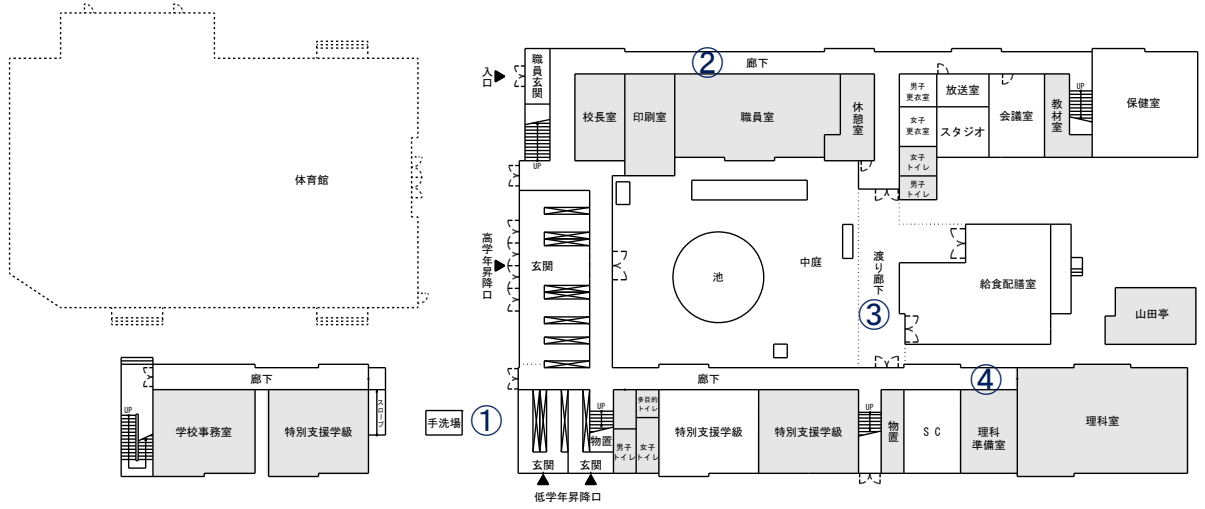 体育館
入口
職員玄関
UP
②
廊下
校長室
印刷室
職員室
休憩室
男子
更衣室
女子
更衣室
女子
トイレ
男子
トイレ
放送室
スタジオ
会議室
教材室
UP
保健室
高学年昇降口
玄関
池
中庭
渡り廊下
③
給食配膳室
山田亭
廊下
UP
学校事務室
特別支援学級
スロープ
手洗場
①
廊下
④
玄関
玄関
低学年昇降口
UP
物置
男子
トイレ
多目的
トイレ
女子
トイレ
特別支援学級
特別支援学級
UP
物置
SC
理科
準備室
理科室